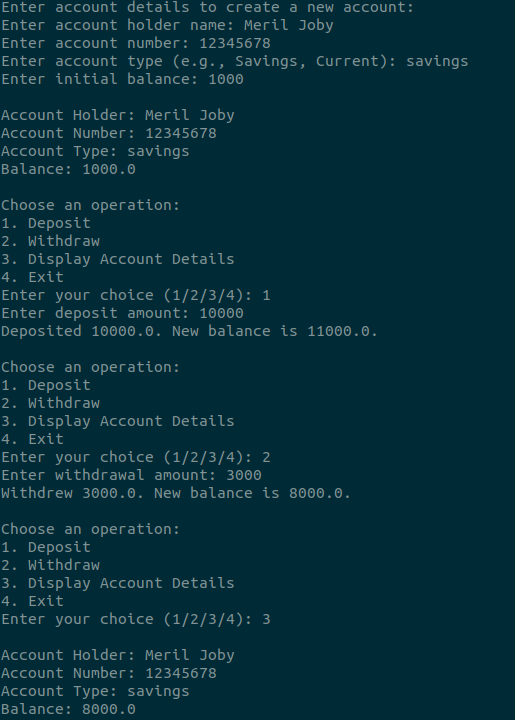 Enter account details to create a new account:
Enter account holder name: Meril Joby
Enter account number: 12345678
Enter account type (e.g., Savings, Current): savings
Enter initial balance: 1000

Account Holder: Meril Joby
Account Number: 12345678
Account Type: savings
Balance: 1000.0

Choose an operation:
1. Deposit
2. Withdraw
3. Display Account Details
4. Exit
Enter your choice (1/2/3/4): 1
Enter deposit amount: 10000
Deposited 10000.0. New balance is 11000.0.

Choose an operation:
1. Deposit
2. Withdraw
3. Display Account Details
4. Exit
Enter your choice (1/2/3/4): 2
Enter withdrawal amount: 3000
Withdrew 3000.0. New balance is 8000.0.

Choose an operation:
1. Deposit
2. Withdraw
3. Display Account Details
4. Exit
Enter your choice (1/2/3/4): 3

Account Holder: Meril Joby
Account Number: 12345678
Account Type: savings
Balance: 8000.0